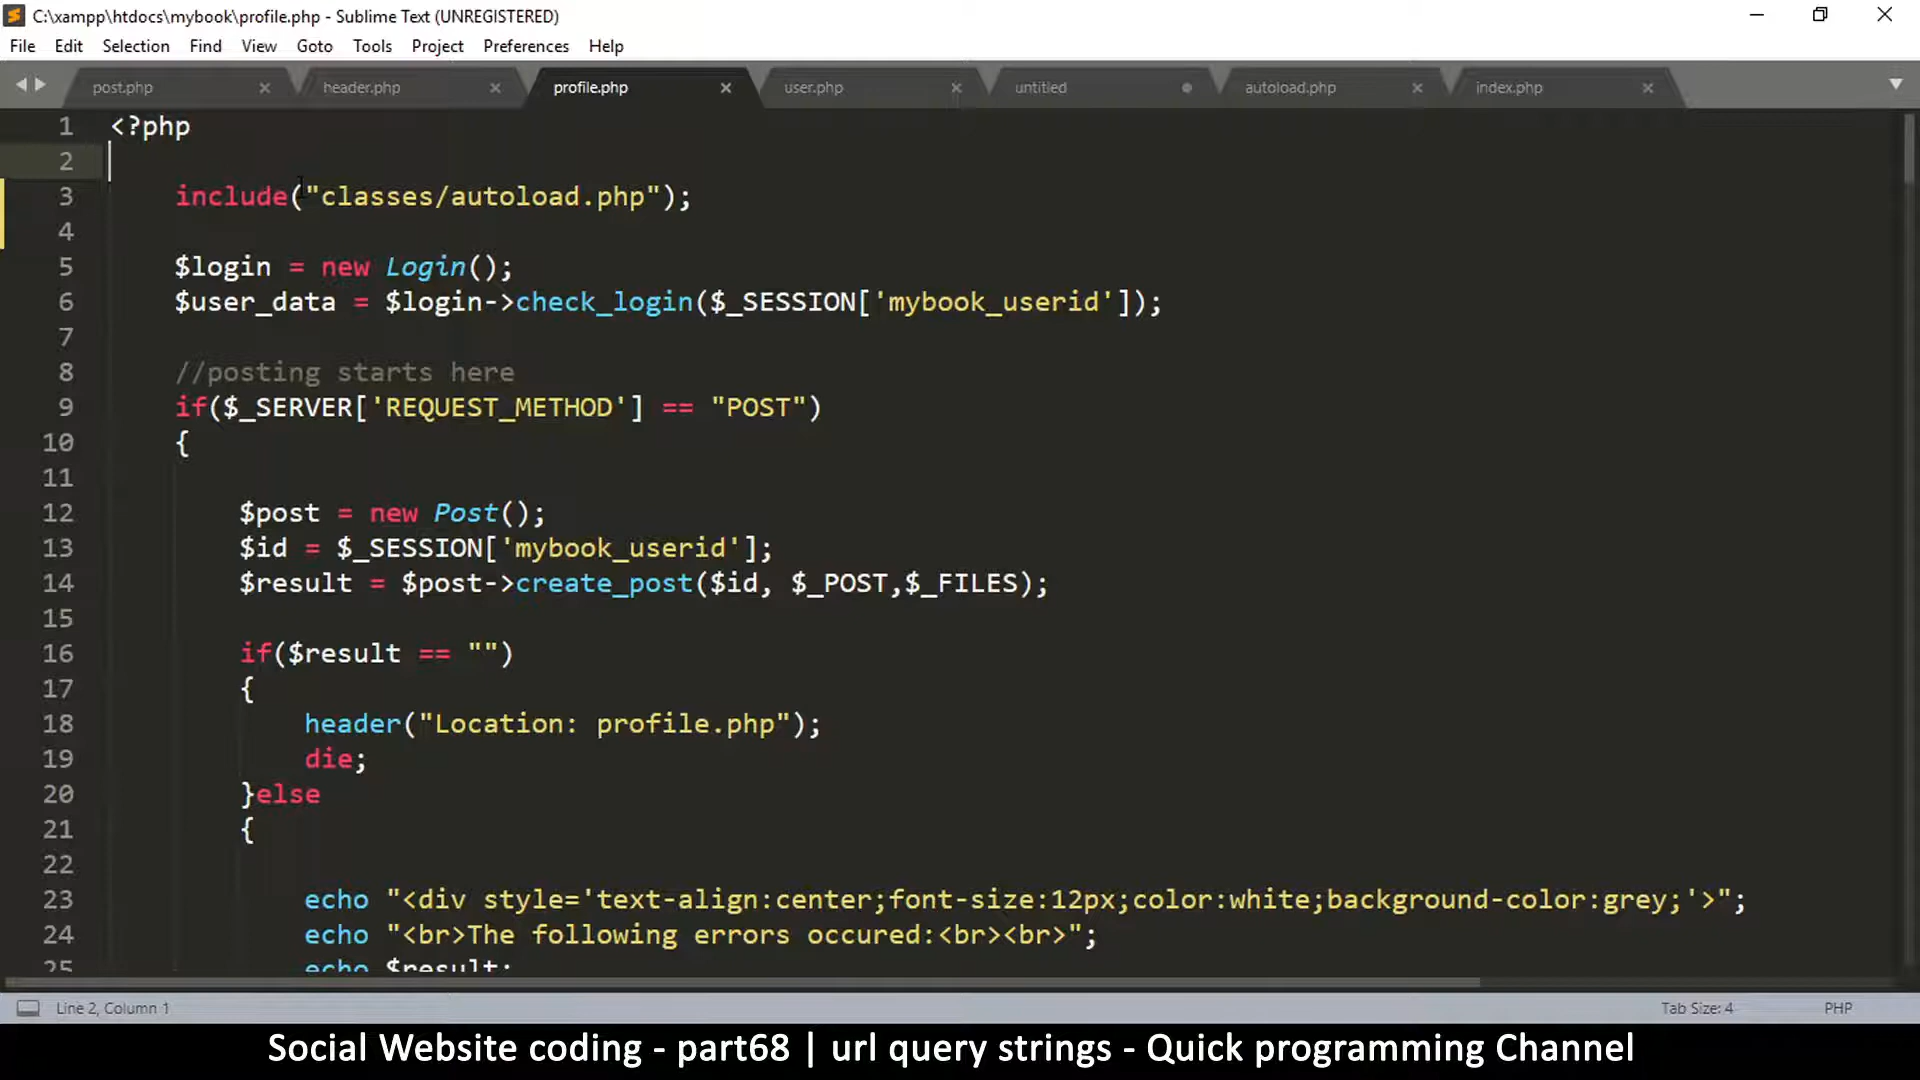 C:\xampp\htdocs\mybook\profile.php - Sublime Text (UNREGISTERED)
File Edit Selection Find View Goto Tools Project Preferences Help
post.php header.php profile.php user.php untitled autoload.php index.php
1 <?php
2
3 include("classes/autoload.php");
4
5 $login = new Login();
6 $user_data = $login->check_login($_SESSION['mybook_userid']);
7
8 //posting starts here
9 if($_SERVER['REQUEST_METHOD'] == "POST")
10 {
11
12 $post = new Post();
13 $id = $_SESSION['mybook_userid'];
14 $result = $post->create_post($id, $_POST,$_FILES);
15
16 if($result == "")
17 {
18 header("Location: profile.php");
19 die;
20 }else
21 {
22
23 echo "<div style='text-align:center;font-size:12px;color:white;background-color:grey;'>";
24 echo "<br>The following errors occured:<br><br>";
25 echo $result;
Line 2, Column 1 Tab Size: 4 PHP
Social Website coding - part68 | url query strings - Quick programming Channel